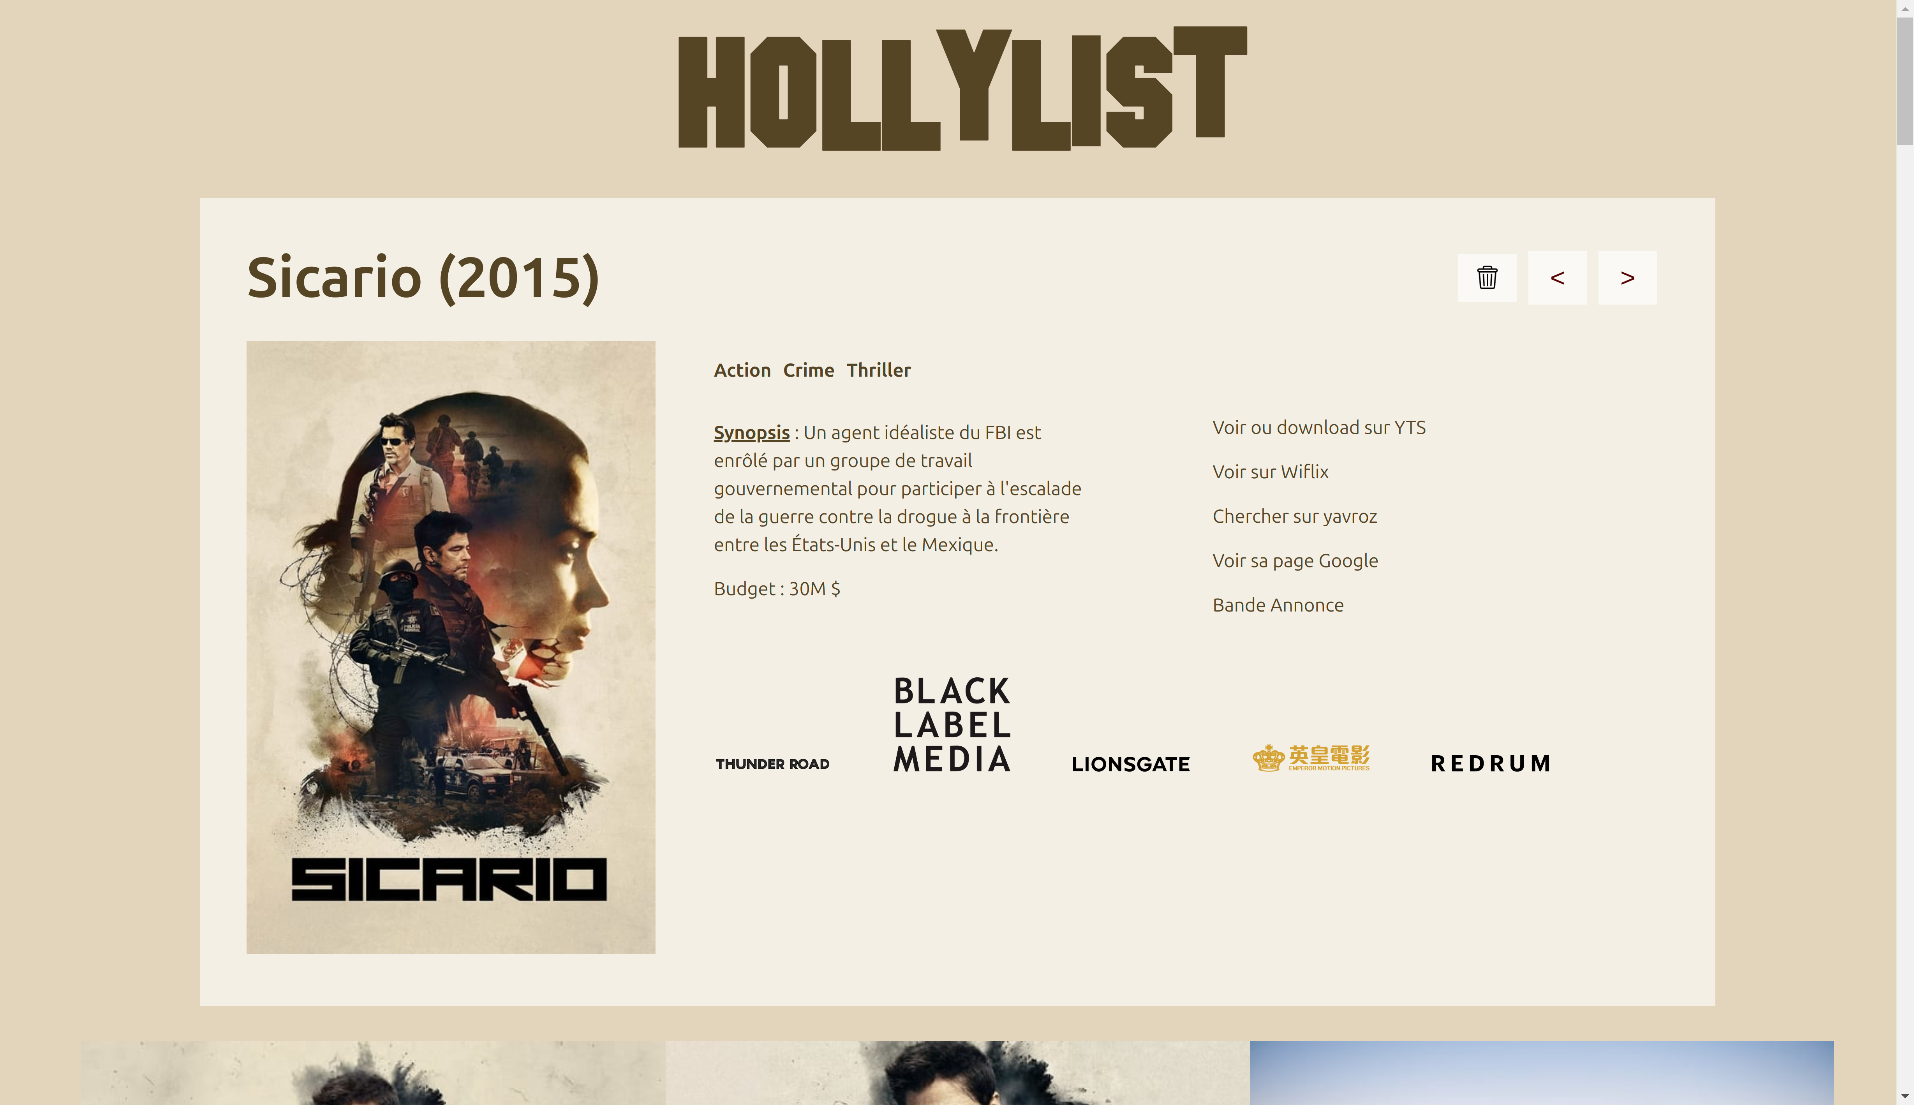 HOLLYLIST
Sicario (2015)
< >
Action Crime Thriller
Synopsis : Un agent idéaliste du FBI est
enrôlé par un groupe de travail
gouvernemental pour participer à l'escalade
de la guerre contre la drogue à la frontière
entre les États-Unis et le Mexique.
Budget : 30M $
Voir ou download sur YTS
Voir sur Wiflix
Chercher sur yavroz
Voir sa page Google
Bande Annonce
THUNDER ROAD
BLACK
LABEL
MEDIA
LIONSGATE
英皇電影
EMPEROR MOTION PICTURES
REDRUM
SICARIO